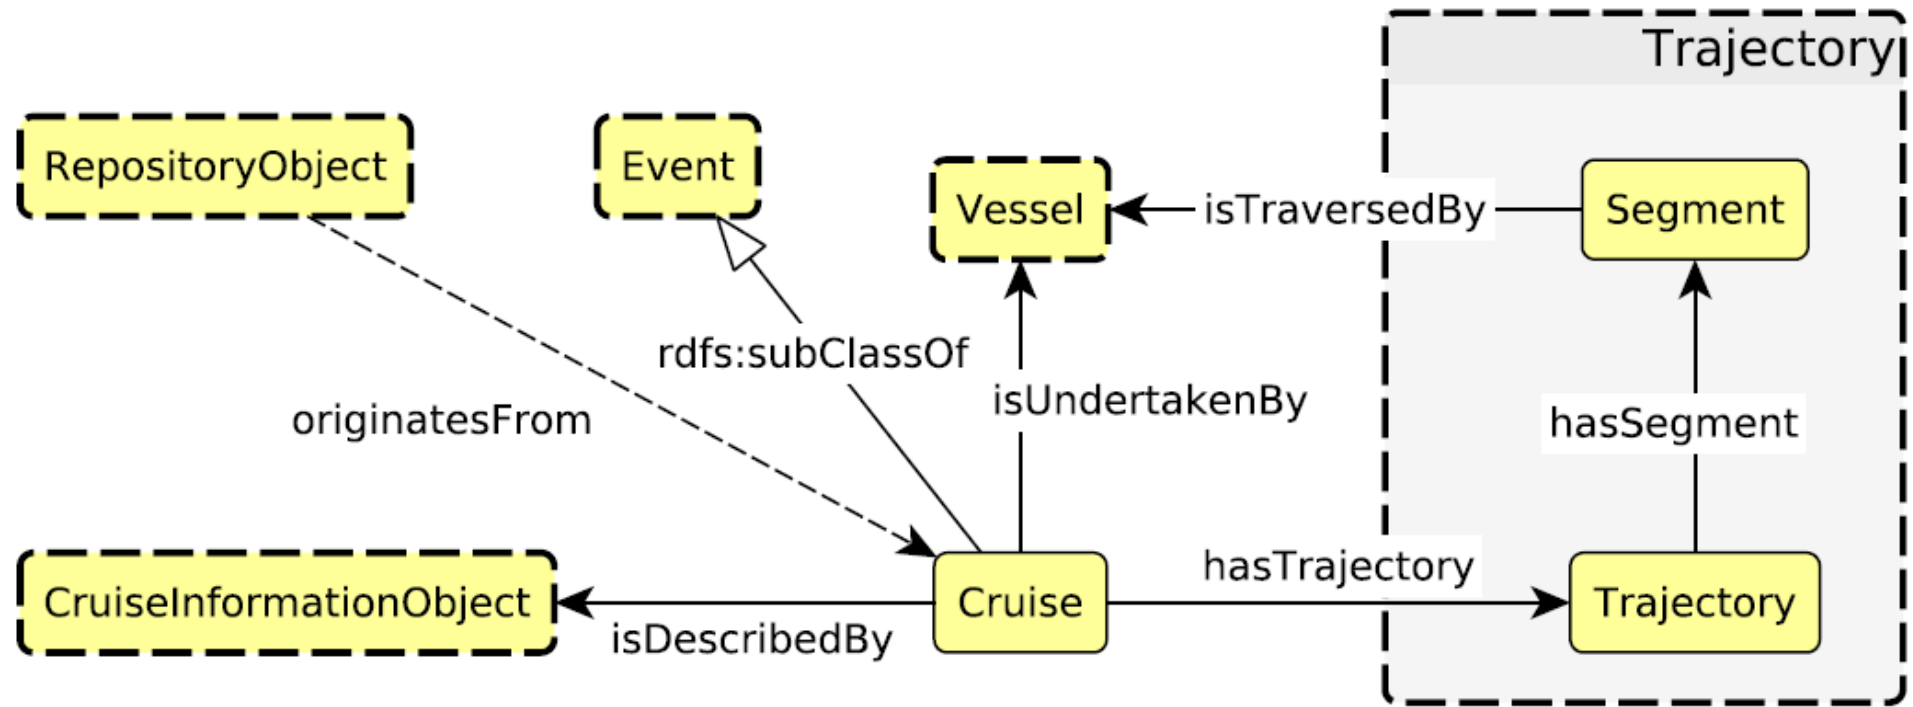 Trajectory
RepositoryObject
Event
Vessel
isTraversedBy
Segment
rdfs:subClassOf
originatesFrom
isUndertakenBy
hasSegment
CruiseInformationObject
isDescribedBy
Cruise
hasTrajectory
Trajectory